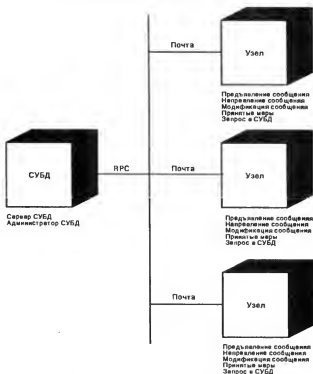 Почта
Узел
Предъявление сообщения
Направление сообщения
Модификация сообщения
Принятые меры
Запрос в СУБД
СУБД
RPC
Почта
Узел
Сервер СУБД
Администратор СУБД
Предъявление сообщения
Направление сообщения
Модификация сообщения
Принятые меры
Запрос в СУБД
Почта
Узел
Предъявление сообщения
Направление сообщения
Модификация сообщения
Принятые меры
Запрос в СУБД